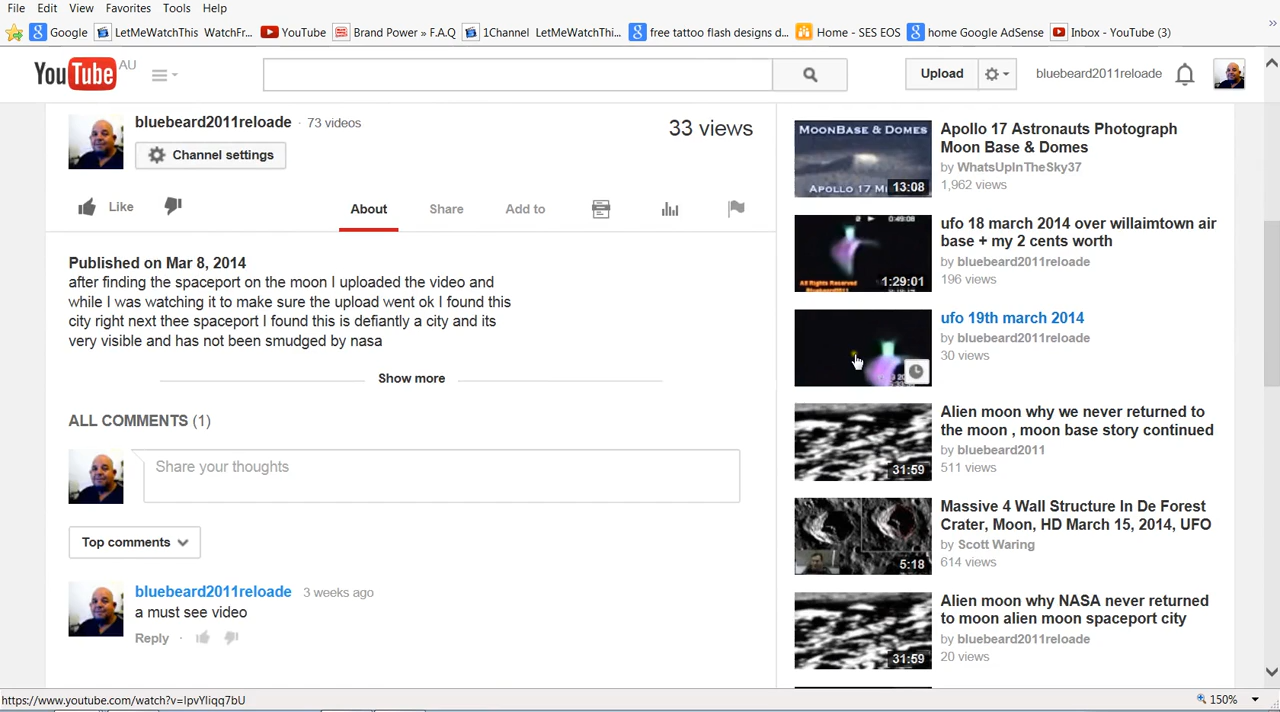 File Edit View Favorites Tools Help
Google LetMeWatchThis WatchFr... YouTube Brand Power » F.A.Q 1Channel LetMeWatchThi... free tattoo flash designs d... Home - SES EOS home Google AdSense Inbox - YouTube (3) »
YouTube AU
Upload
bluebeard2011reloade
bluebeard2011reloade · 73 videos
Channel settings
33 views
Like
About Share Add to
Published on Mar 8, 2014
after finding the spaceport on the moon I uploaded the video and
while I was watching it to make sure the upload went ok I found this
city right next thee spaceport I found this is defiantly a city and its
very visible and has not been smudged by nasa
Show more
ALL COMMENTS (1)
Share your thoughts
Top comments
bluebeard2011reloade 3 weeks ago
a must see video
Reply ·
MOONBASE & DOMES
APOLLO 17
13:08
Apollo 17 Astronauts Photograph
Moon Base & Domes
by WhatsUpInTheSky37
1,962 views
0:49:08
All Rights Reserved
1:29:01
ufo 18 march 2014 over willaimtown air
base + my 2 cents worth
by bluebeard2011reloade
196 views
ufo 19th march 2014
by bluebeard2011reloade
30 views
31:59
Alien moon why we never returned to
the moon , moon base story continued
by bluebeard2011
511 views
5:18
Massive 4 Wall Structure In De Forest
Crater, Moon, HD March 15, 2014, UFO
by Scott Waring
614 views
31:59
Alien moon why NASA never returned
to moon alien moon spaceport city
by bluebeard2011reloade
20 views
https://www.youtube.com/watch?v=IpvYliqq7bU
150%